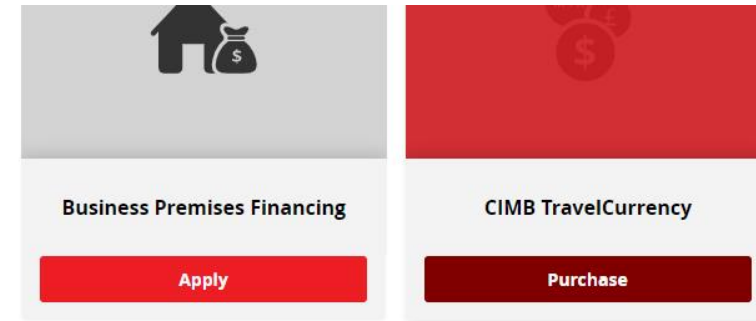 $
£
$
Business Premises Financing
CIMB TravelCurrency
Apply
Purchase